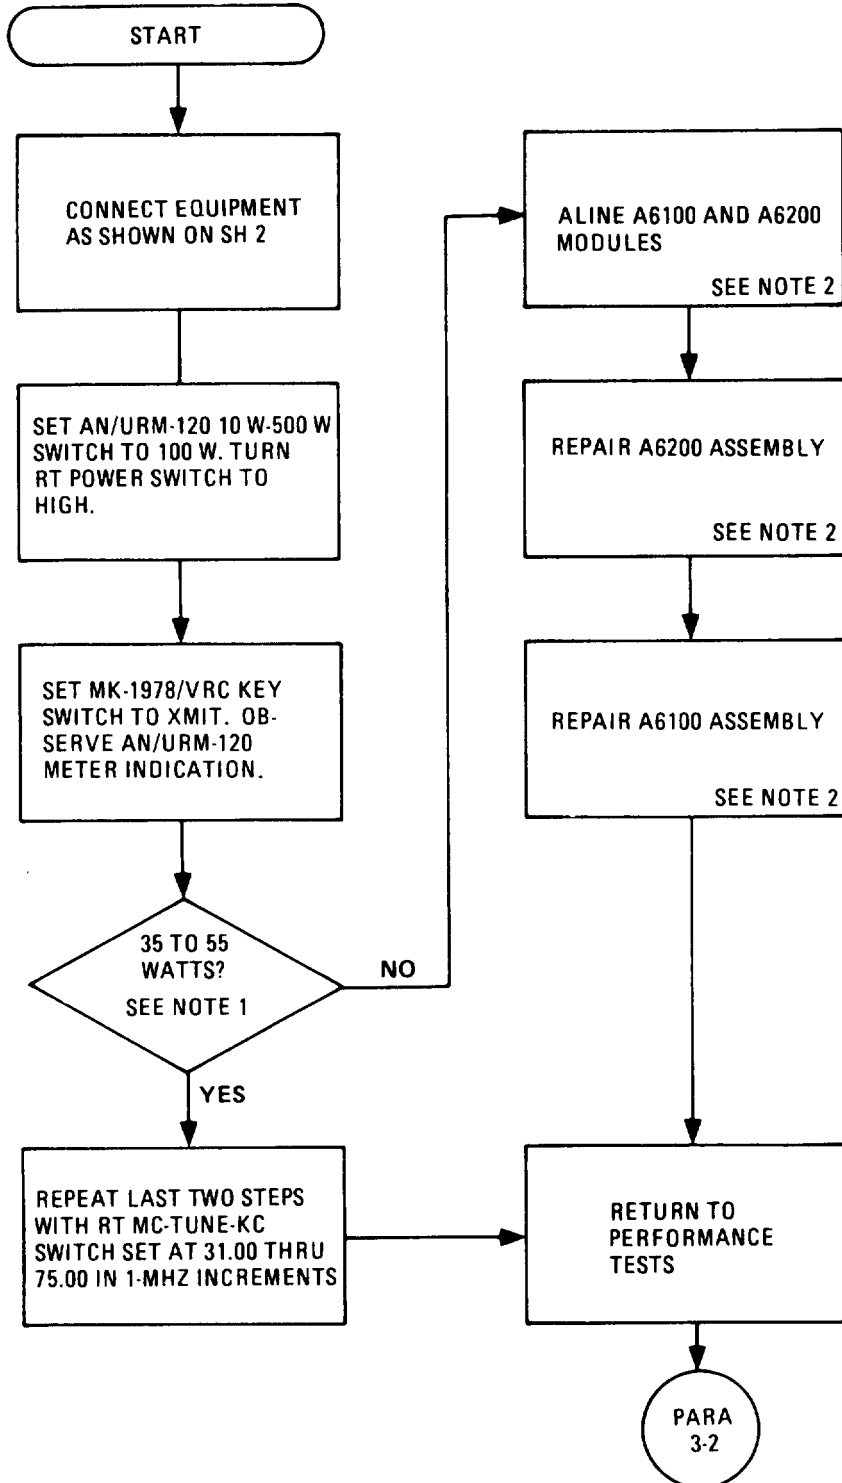 START
CONNECT EQUIPMENT
AS SHOWN ON SH 2
SET AN/URM-120 10 W-500 W
SWITCH TO 100 W. TURN
RT POWER SWITCH TO
HIGH.
SET MK-1978/VRC KEY
SWITCH TO XMIT. OB-
SERVE AN/URM-120
METER INDICATION.
35 TO 55
WATTS?
SEE NOTE 1
NO
YES
REPEAT LAST TWO STEPS
WITH RT MC-TUNE-KC
SWITCH SET AT 31.00 THRU
75.00 IN 1-MHZ INCREMENTS
ALINE A6100 AND A6200
MODULES
SEE NOTE 2
REPAIR A6200 ASSEMBLY
SEE NOTE 2
REPAIR A6100 ASSEMBLY
SEE NOTE 2
RETURN TO
PERFORMANCE
TESTS
PARA
3-2